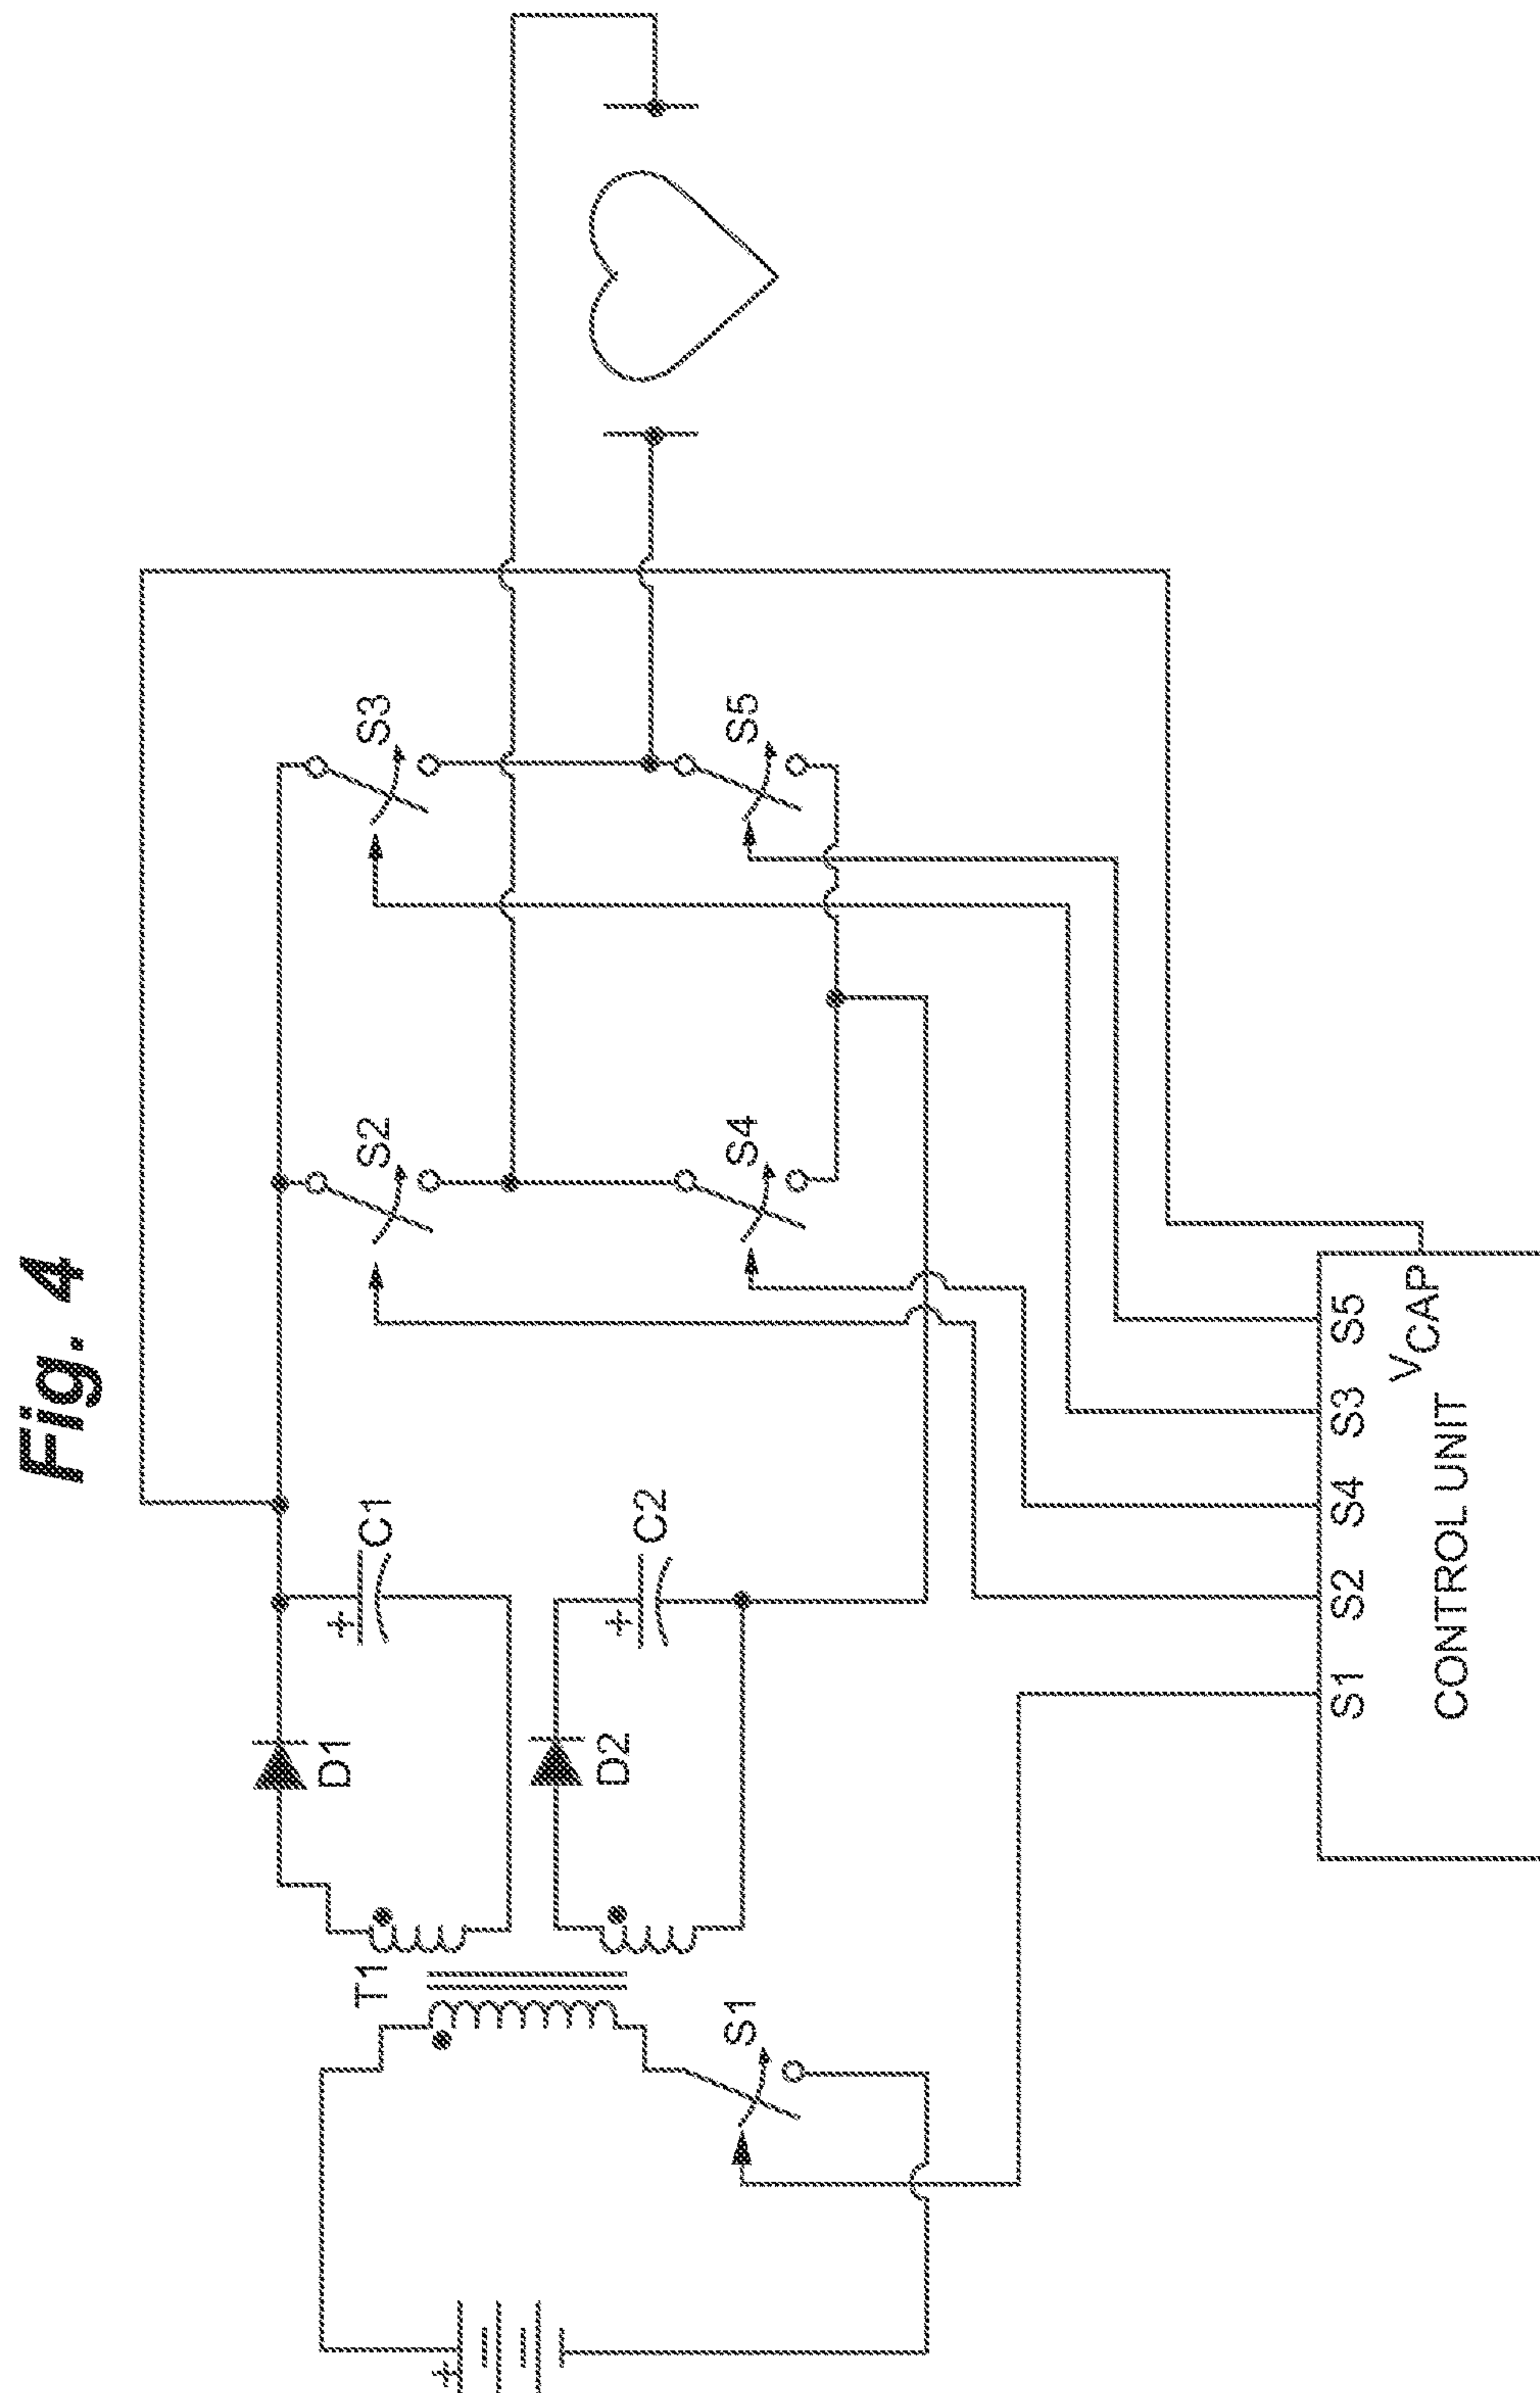 Fig. 4
S3
S5
S2
S4
C1
C2
D1
D2
T1
S1
S1 S2 S4 S3 S5
VCAP
CONTROL UNIT
+
+
+